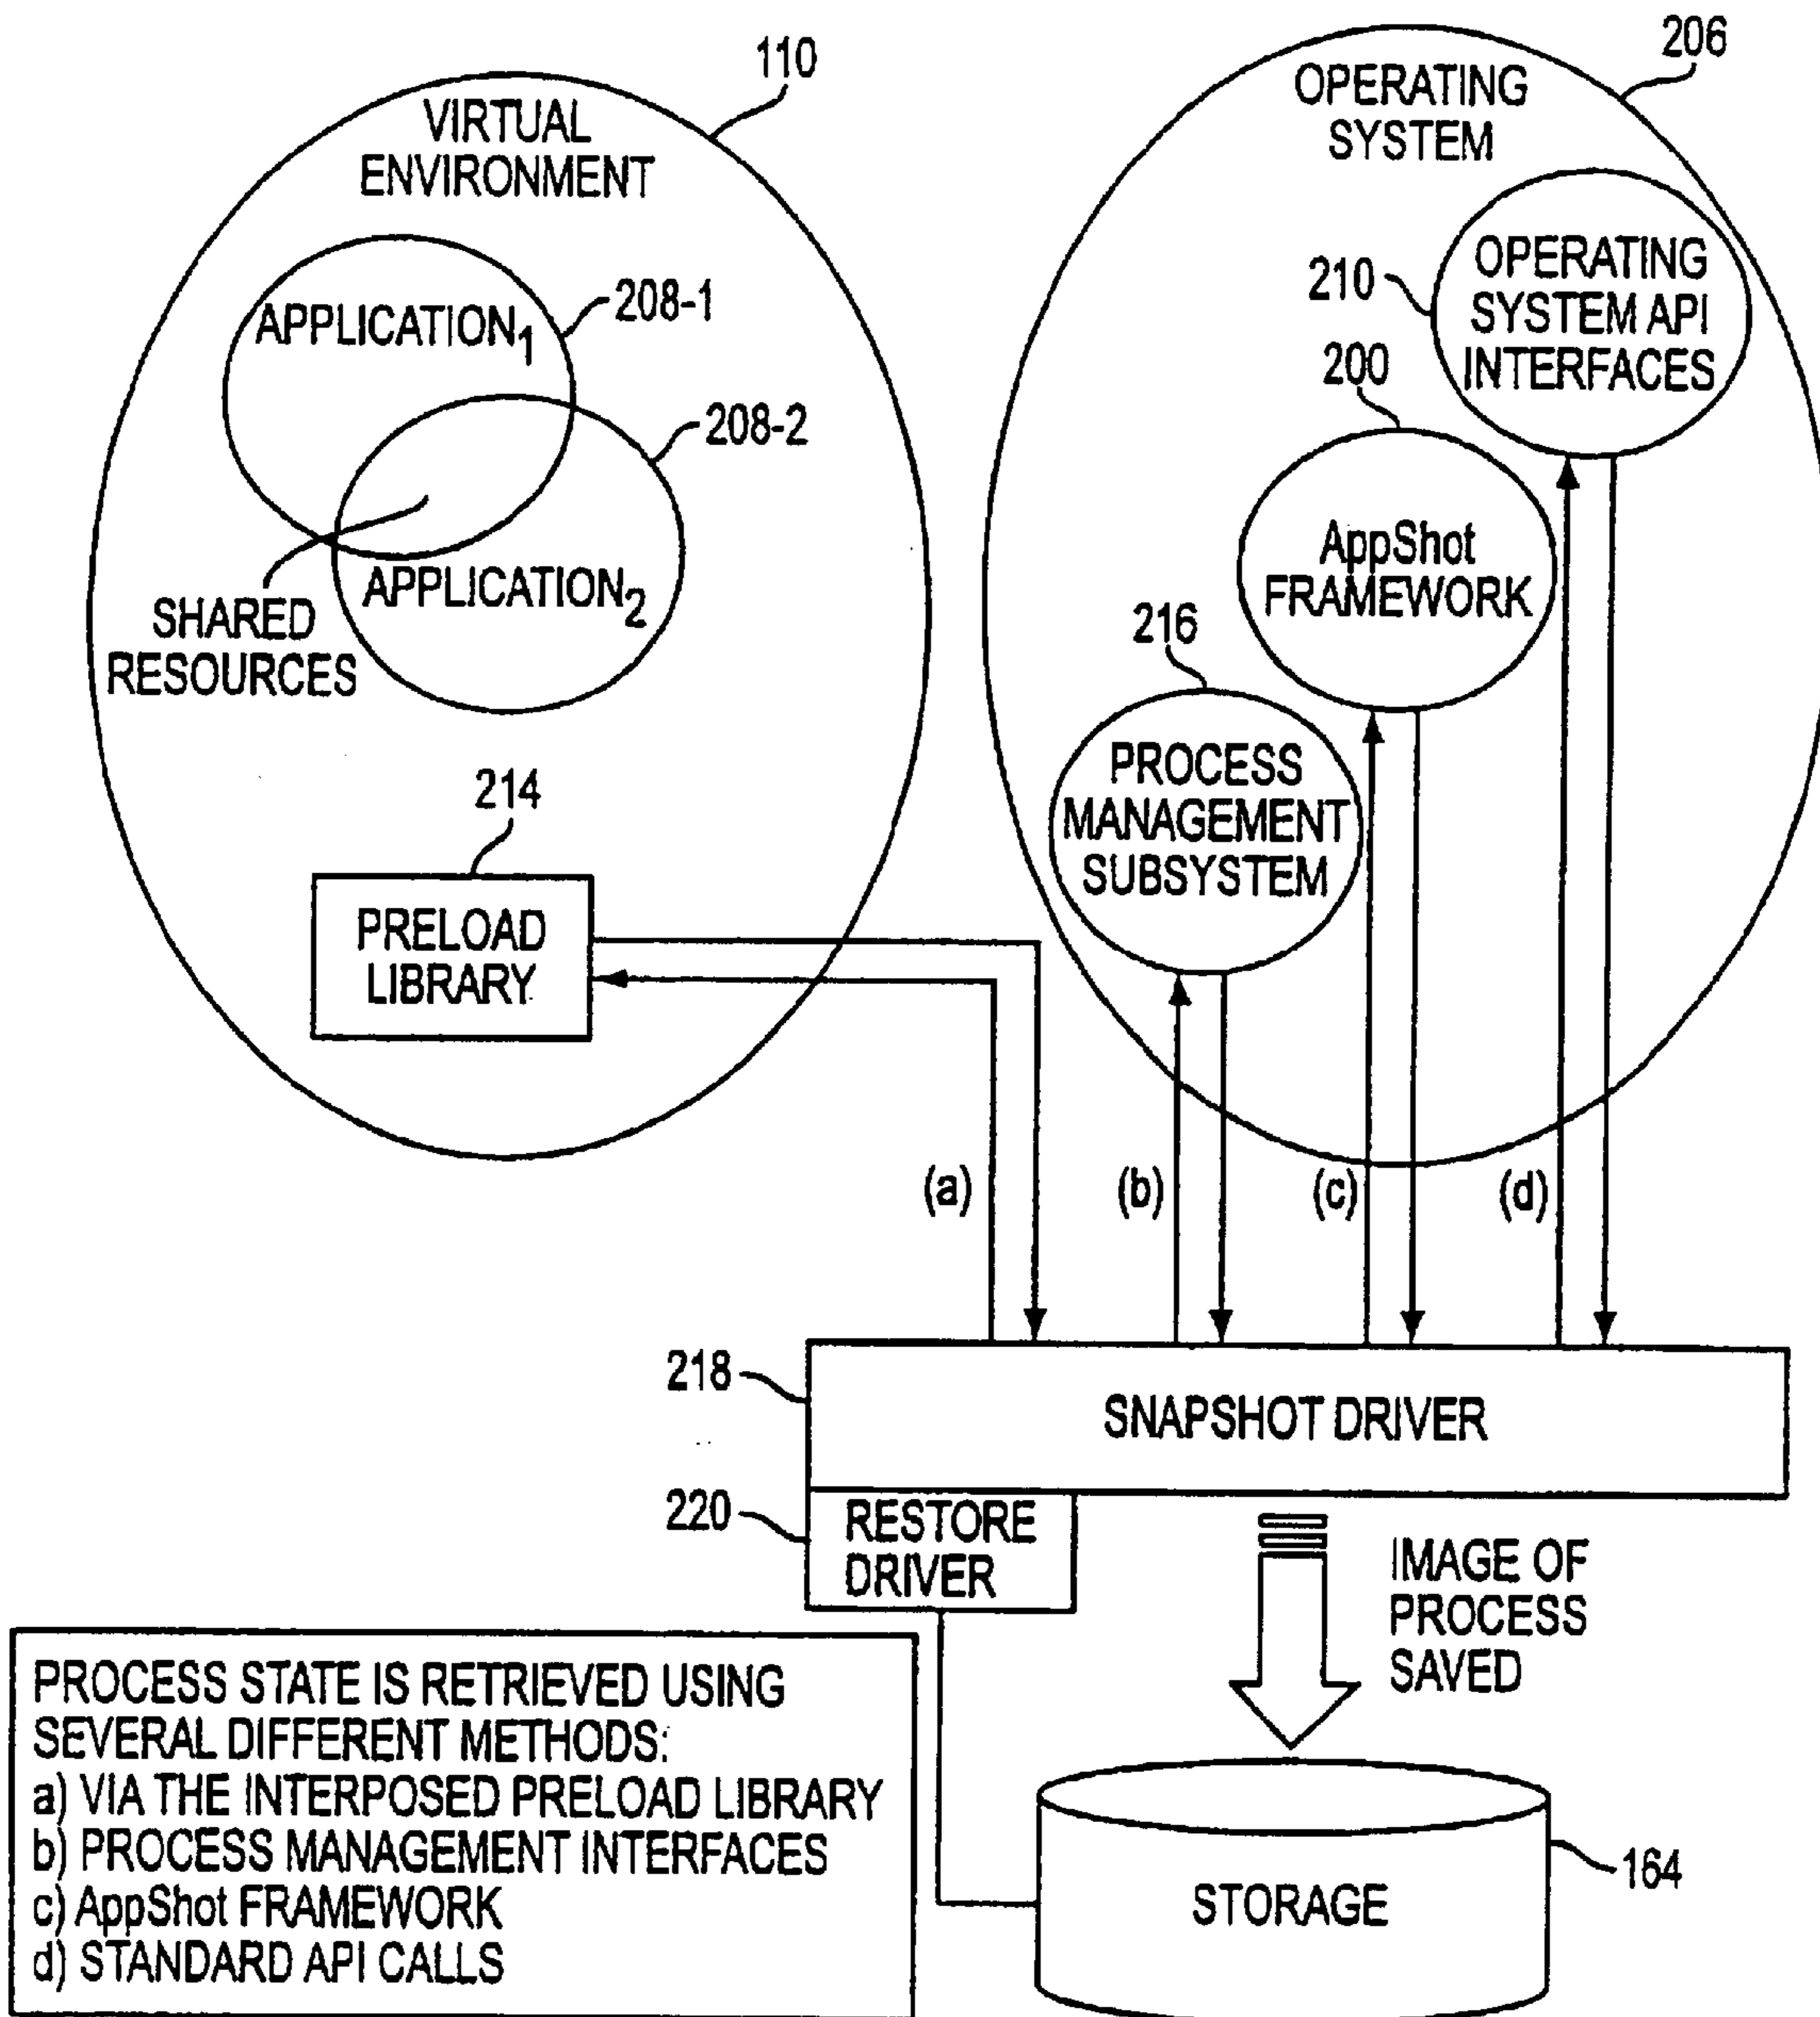 110
VIRTUAL
ENVIRONMENT
APPLICATION1
208-1
208-2
APPLICATION2
SHARED
RESOURCES
214
PRELOAD
LIBRARY
206
OPERATING
SYSTEM
210
OPERATING
SYSTEM API
INTERFACES
200
AppShot
FRAMEWORK
216
PROCESS
MANAGEMENT
SUBSYSTEM
(a)
(b)
(c)
(d)
218
SNAPSHOT DRIVER
220
RESTORE
DRIVER
IMAGE OF
PROCESS
SAVED
PROCESS STATE IS RETRIEVED USING
SEVERAL DIFFERENT METHODS:
a) VIA THE INTERPOSED PRELOAD LIBRARY
b) PROCESS MANAGEMENT INTERFACES
c) AppShot FRAMEWORK
d) STANDARD API CALLS
STORAGE
164